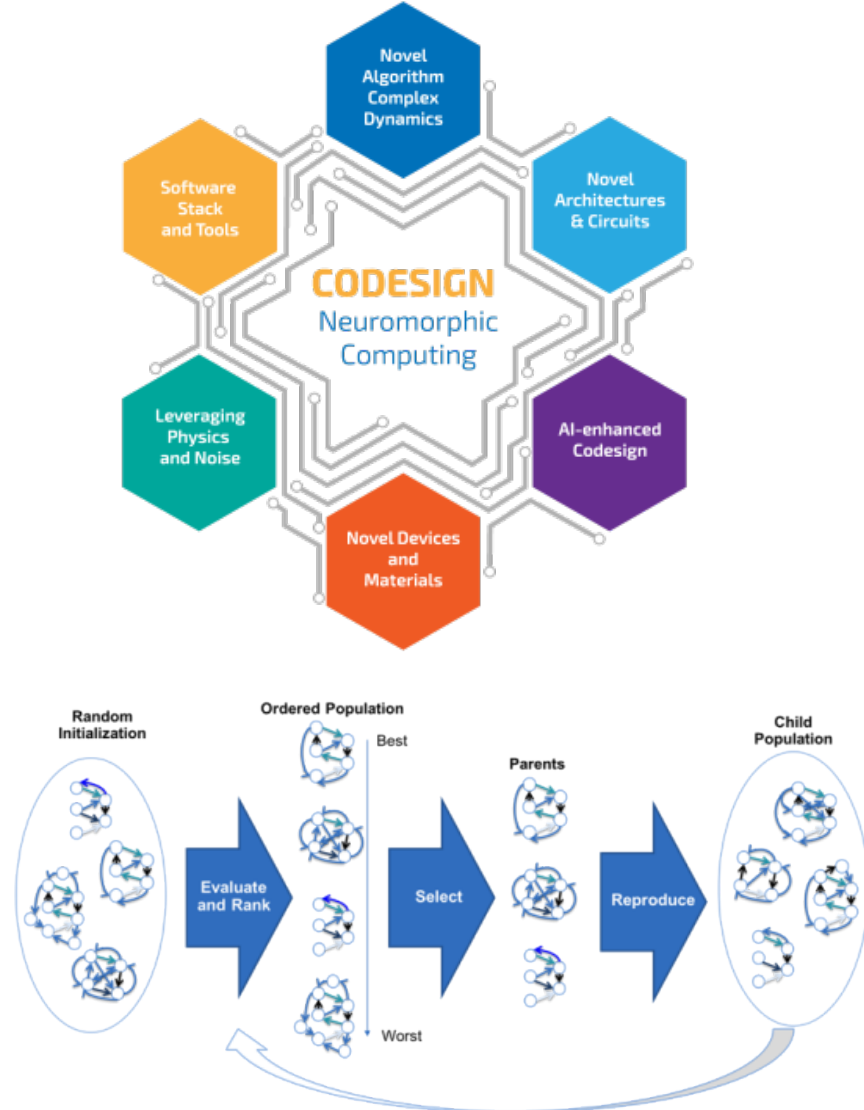 Novel
Algorithm
Complex
Dynamics
Software
Stack
and Tools
Novel
Architectures
& Circuits
CODESIGN
Neuromorphic
Computing
Leveraging
Physics
and Noise
AI-enhanced
Codesign
Novel Devices
and
Materials
Random
Initialization
Ordered Population
Best
Parents
Child
Population
Evaluate
and Rank
Select
Reproduce
Worst